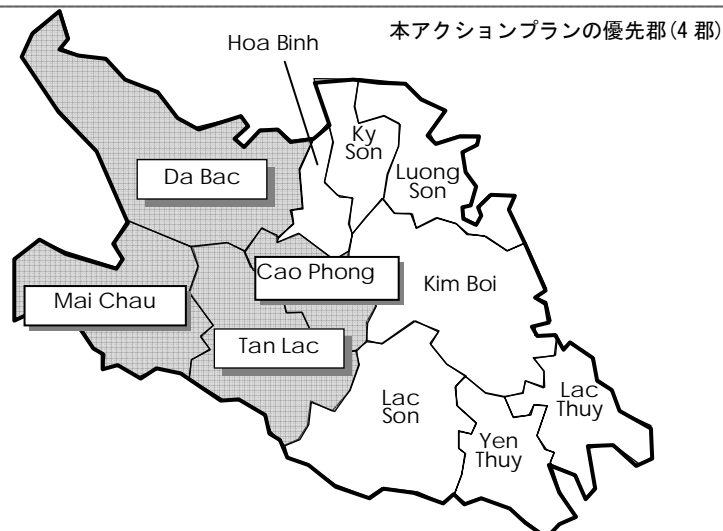 本アクションプランの優先郡(4 郡)
Hoa Binh
Ky
Son
Luong
Son
Da Bac
Cao Phong
Kim Boi
Mai Chau
Tan Lac
Lac
Son
Lac
Thuy
Yen
Thuy